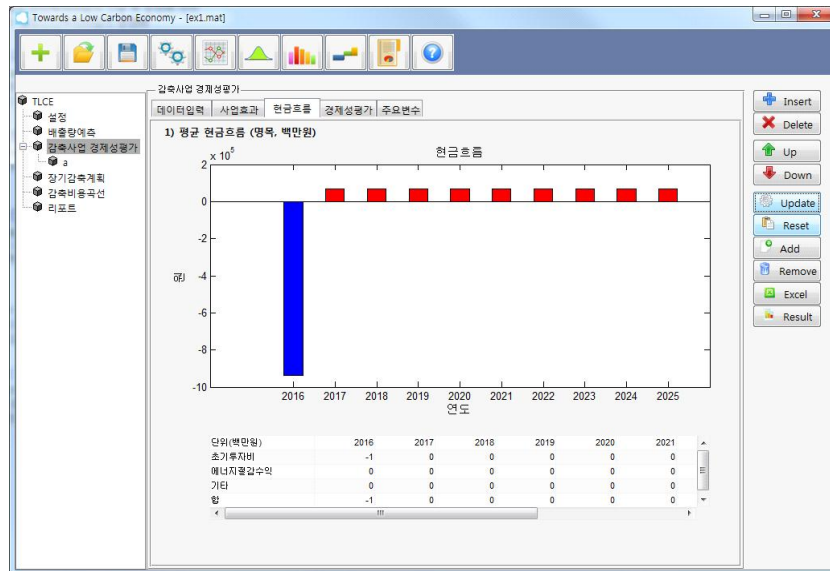 Towards a Low Carbon Economy - [ex1.mat]
TLCE
설정
배출량예측
감축사업 경제성평가
a
장기감축계획
감축비용곡선
리포트
감축사업 경제성평가
데이터입력 사업효과 현금흐름 경제성평가 주요변수
1) 평균 현금흐름 (명목, 백만원)
현금흐름
x 10^5
2
0
-2
-4
-6
-8
-10
원
2016 2017 2018 2019 2020 2021 2022 2023 2024 2025
연도
단위(백만원) 2016 2017 2018 2019 2020 2021
초기투자비 -1 0 0 0 0 0
에너지절감수익 0 0 0 0 0 0
기타 0 0 0 0 0 0
합 -1 0 0 0 0 0
Insert
Delete
Up
Down
Update
Reset
Add
Remove
Excel
Result